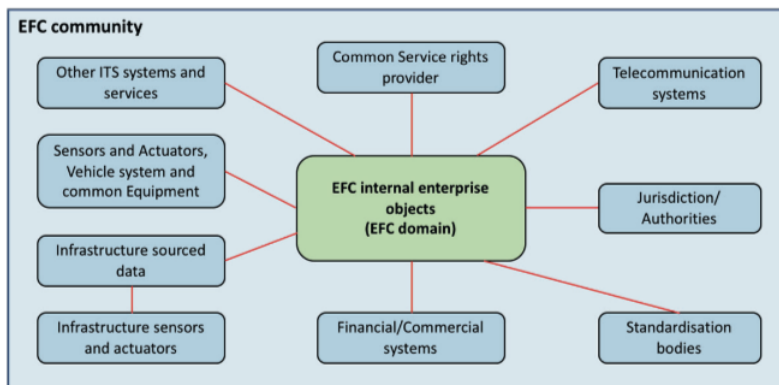 EFC community
Other ITS systems and
services
Common Service rights
provider
Telecommunication
systems
Sensors and Actuators,
Vehicle system and
common Equipment
EFC internal enterprise
objects
(EFC domain)
Jurisdiction/
Authorities
Infrastructure sourced
data
Infrastructure sensors
and actuators
Financial/Commercial
systems
Standardisation
bodies